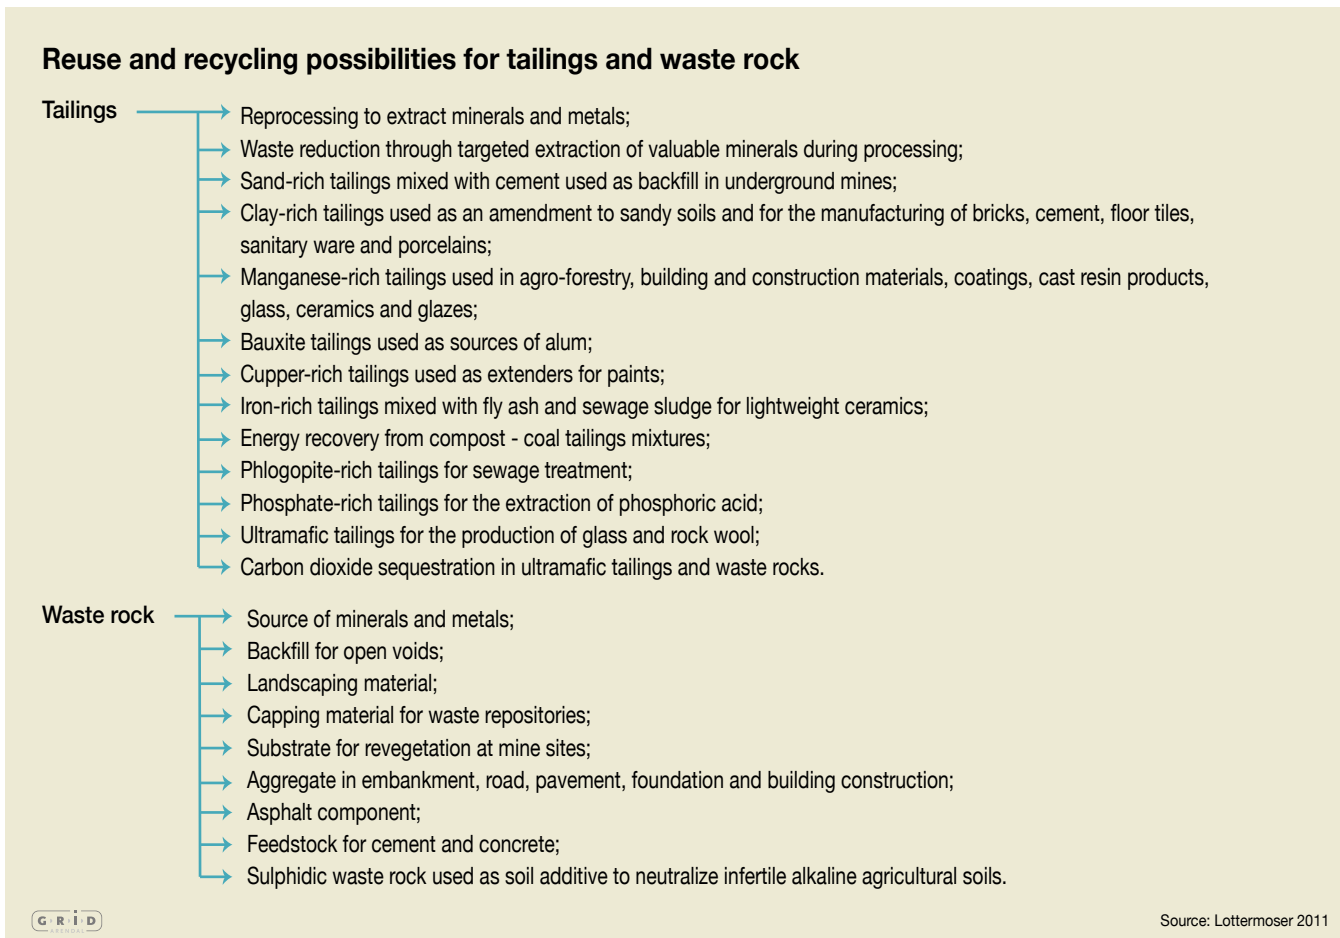 Reuse and recycling possibilities for tailings and waste rock
Tailings
Reprocessing to extract minerals and metals;
Waste reduction through targeted extraction of valuable minerals during processing;
Sand-rich tailings mixed with cement used as backfill in underground mines;
Clay-rich tailings used as an amendment to sandy soils and for the manufacturing of bricks, cement, floor tiles,
sanitary ware and porcelains;
Manganese-rich tailings used in agro-forestry, building and construction materials, coatings, cast resin products,
glass, ceramics and glazes;
Bauxite tailings used as sources of alum;
Cupper-rich tailings used as extenders for paints;
Iron-rich tailings mixed with fly ash and sewage sludge for lightweight ceramics;
Energy recovery from compost - coal tailings mixtures;
Phlogopite-rich tailings for sewage treatment;
Phosphate-rich tailings for the extraction of phosphoric acid;
Ultramafic tailings for the production of glass and rock wool;
Carbon dioxide sequestration in ultramafic tailings and waste rocks.
Waste rock
Source of minerals and metals;
Backfill for open voids;
Landscaping material;
Capping material for waste repositories;
Substrate for revegetation at mine sites;
Aggregate in embankment, road, pavement, foundation and building construction;
Asphalt component;
Feedstock for cement and concrete;
Sulphidic waste rock used as soil additive to neutralize infertile alkaline agricultural soils.
G R i D
ARENDAL
Source: Lottermoser 2011